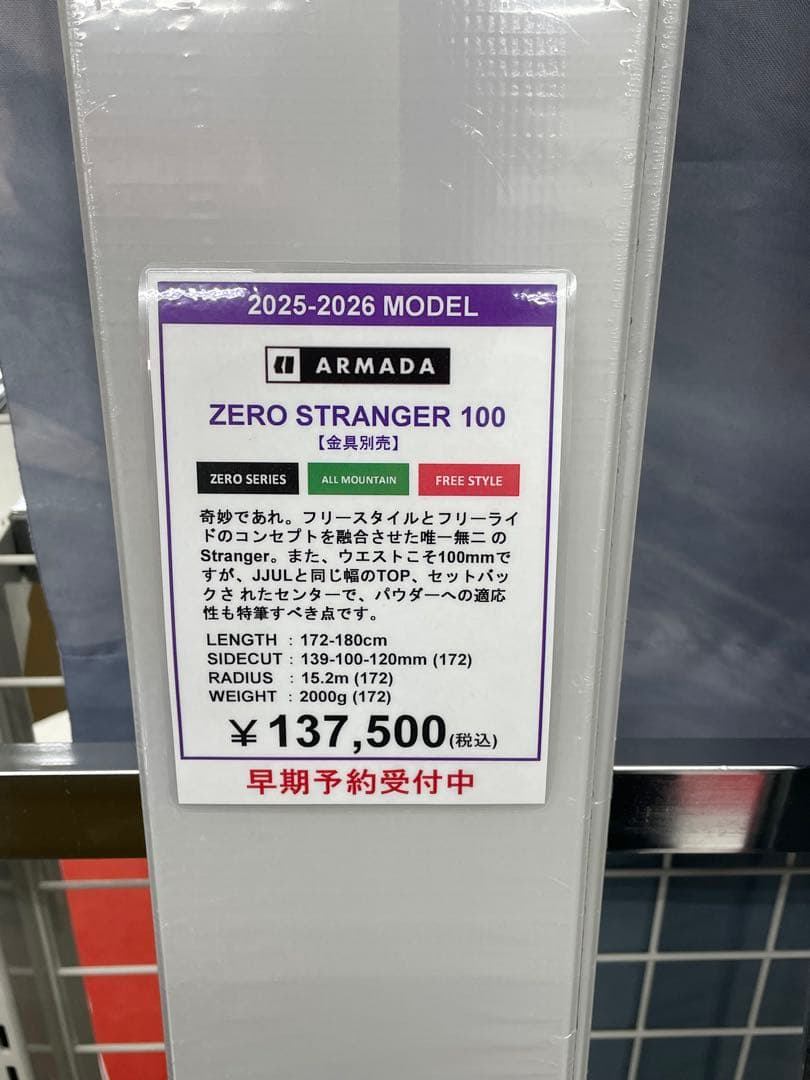 2025-2026 MODEL
ARMADA
ZERO STRANGER 100
【金具別売】
ZERO SERIES ALL MOUNTAIN FREE STYLE
奇妙であれ。フリースタイルとフリーライ
ドのコンセプトを融合させた唯一無二 の
Stranger。また、ウエストこそ100mmで
すが、JJULと同じ幅のTOP、セットバッ
クさ れたセンターで、パウダーへの適応
性も特筆すべき点です。
LENGTH : 172-180cm
SIDECUT : 139-100-120mm (172)
RADIUS : 15.2m (172)
WEIGHT : 2000g (172)
￥137,500(税込)
早期予約受付中